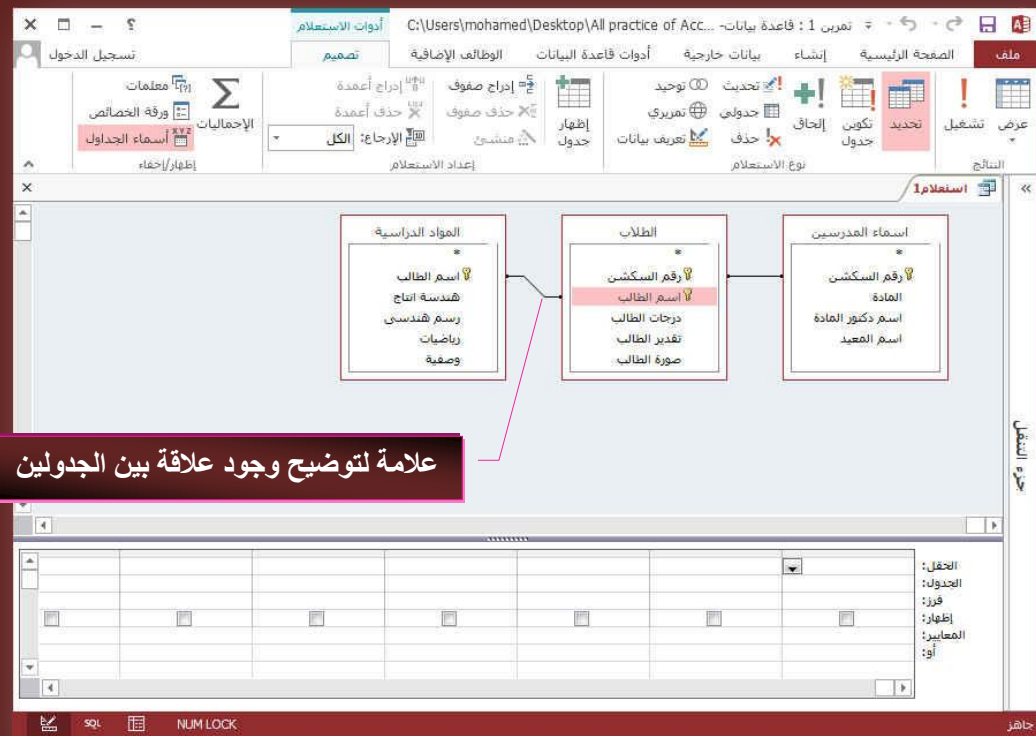 تمرين 1 : قاعدة بيانات- C:\Users\mohamed\Desktop\All practice of Acc...
أدوات الاستعلام
؟
ملف
الصفحة الرئيسية
إنشاء
بيانات خارجية
أدوات قاعدة البيانات
الوظائف الإضافية
تصميم
تسجيل الدخول
عرض
تشغيل
النتائج
تحديد
تكوين جدول
إلحاق
تحديث
جدولي
حذف
توحيد
تمريري
تعريف بيانات
نوع الاستعلام
إظهار جدول
إدراج صفوف
حذف صفوف
منشئ
إدراج أعمدة
حذف أعمدة
الإرجاع: الكل
إعداد الاستعلام
الإجماليات
معلمات
ورقة الخصائص
أسماء الجداول
XYZ
إظهار/إخفاء
استعلام1
جزء التنقل
اسماء المدرسين
*
رقم السكشن
المادة
اسم دكتور المادة
اسم المعيد
الطلاب
*
رقم السكشن
اسم الطالب
درجات الطالب
تقدير الطالب
صورة الطالب
المواد الدراسية
*
اسم الطالب
هندسة انتاج
رسم هندسى
رياضيات
وصفية
علامة لتوضيح وجود علاقة بين الجدولين
الحقل:
الجدول:
فرز:
إظهار:
المعايير:
أو:
جاهز
NUM LOCK
SQL